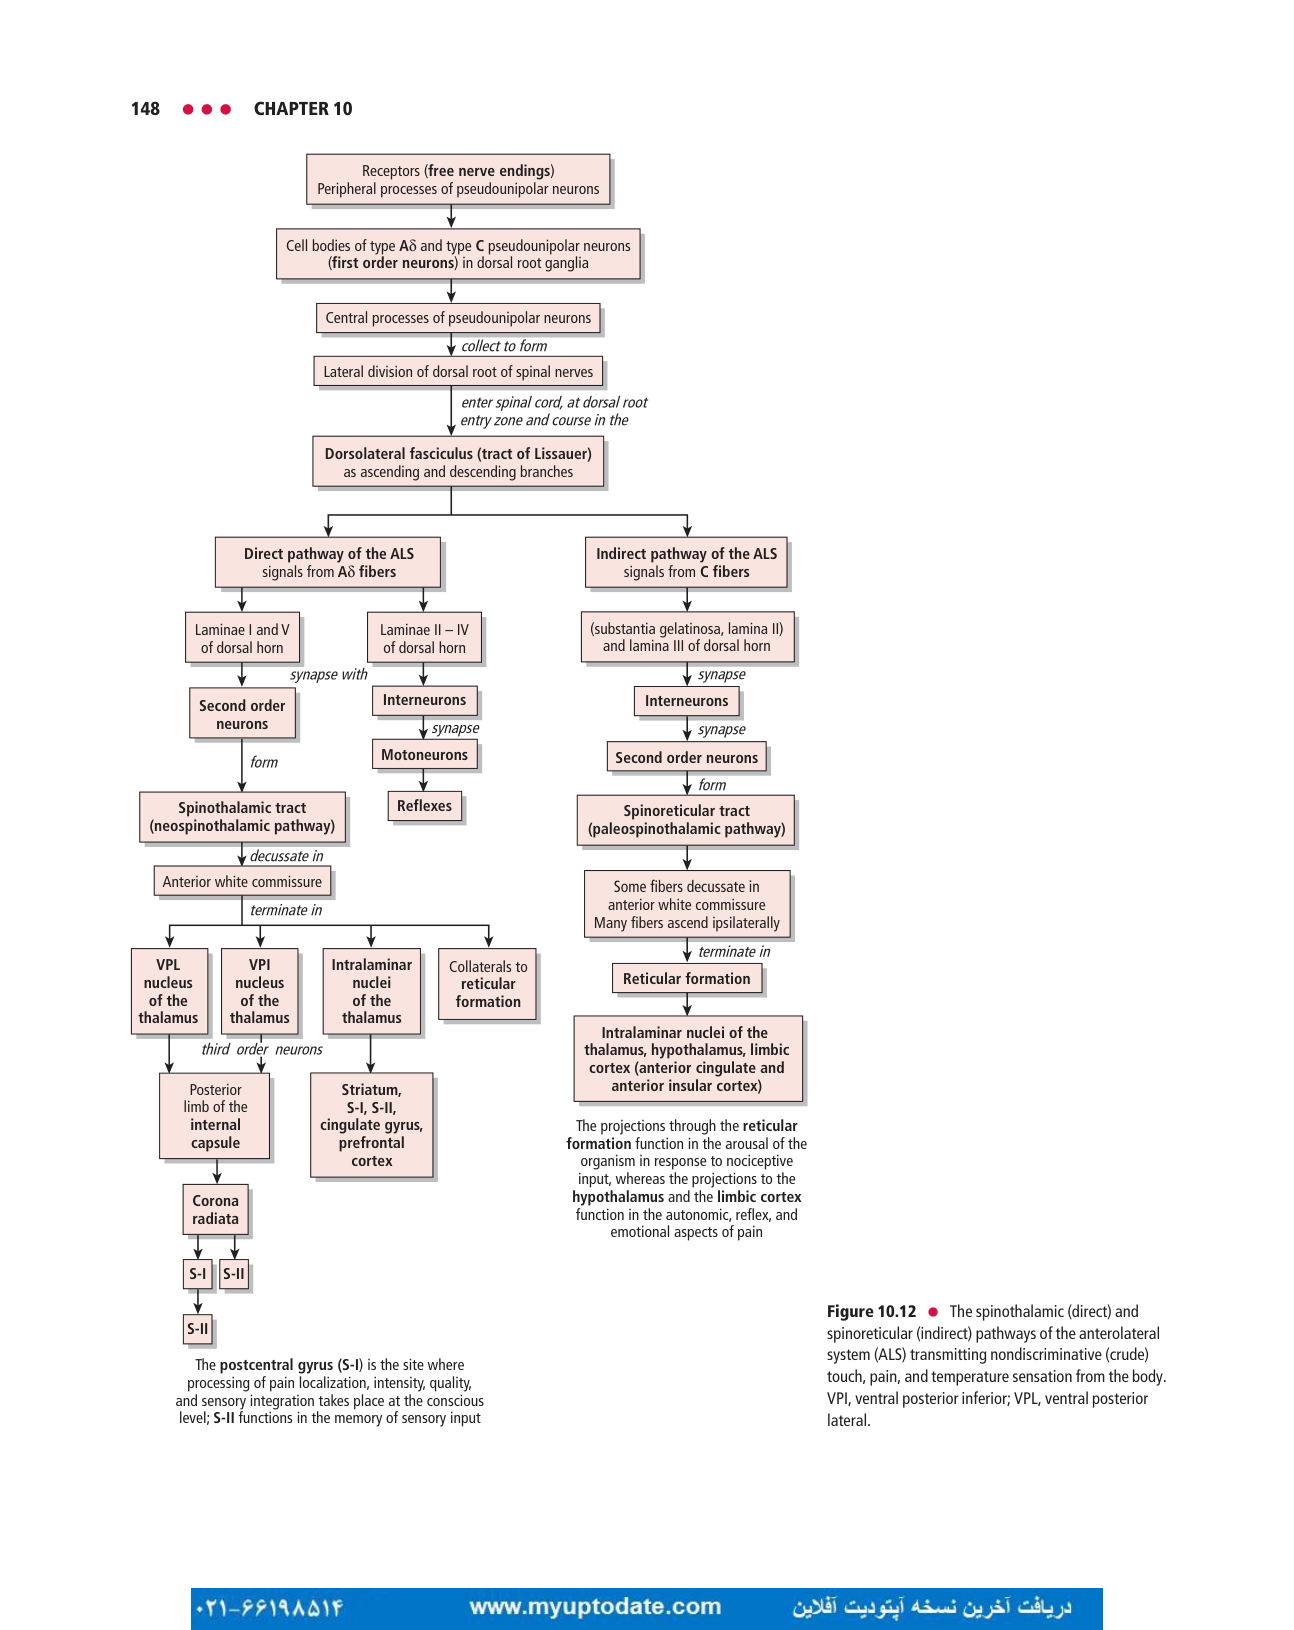 148 ● ● ● CHAPTER 10
Receptors (free nerve endings)
Peripheral processes of pseudounipolar neurons
Cell bodies of type Aδ and type C pseudounipolar neurons
(first order neurons) in dorsal root ganglia
Central processes of pseudounipolar neurons
collect to form
Lateral division of dorsal root of spinal nerves
enter spinal cord, at dorsal root
entry zone and course in the
Dorsolateral fasciculus (tract of Lissauer)
as ascending and descending branches
Direct pathway of the ALS
signals from Aδ fibers
Laminae I and V
of dorsal horn
Laminae II – IV
of dorsal horn
synapse with
Second order
neurons
Interneurons
synapse
Motoneurons
Reflexes
form
Spinothalamic tract
(neospinothalamic pathway)
decussate in
Anterior white commissure
terminate in
VPL
nucleus
of the
thalamus
VPI
nucleus
of the
thalamus
Intralaminar
nuclei
of the
thalamus
Collaterals to
reticular
formation
third order neurons
Posterior
limb of the
internal
capsule
Striatum,
S-I, S-II,
cingulate gyrus,
prefrontal
cortex
Corona
radiata
S-I
S-II
S-II
The postcentral gyrus (S-I) is the site where
processing of pain localization, intensity, quality,
and sensory integration takes place at the conscious
level; S-II functions in the memory of sensory input
Indirect pathway of the ALS
signals from C fibers
(substantia gelatinosa, lamina II)
and lamina III of dorsal horn
synapse
Interneurons
synapse
Second order neurons
form
Spinoreticular tract
(paleospinothalamic pathway)
Some fibers decussate in
anterior white commissure
Many fibers ascend ipsilaterally
terminate in
Reticular formation
Intralaminar nuclei of the
thalamus, hypothalamus, limbic
cortex (anterior cingulate and
anterior insular cortex)
The projections through the reticular
formation function in the arousal of the
organism in response to nociceptive
input, whereas the projections to the
hypothalamus and the limbic cortex
function in the autonomic, reflex, and
emotional aspects of pain
Figure 10.12 ● The spinothalamic (direct) and
spinoreticular (indirect) pathways of the anterolateral
system (ALS) transmitting nondiscriminative (crude)
touch, pain, and temperature sensation from the body.
VPI, ventral posterior inferior; VPL, ventral posterior
lateral.
۰۲۱-۶۶۱۹۸۵۱۴ www.myuptodate.com دریافت آخرین نسخه آپتودیت آفلاین